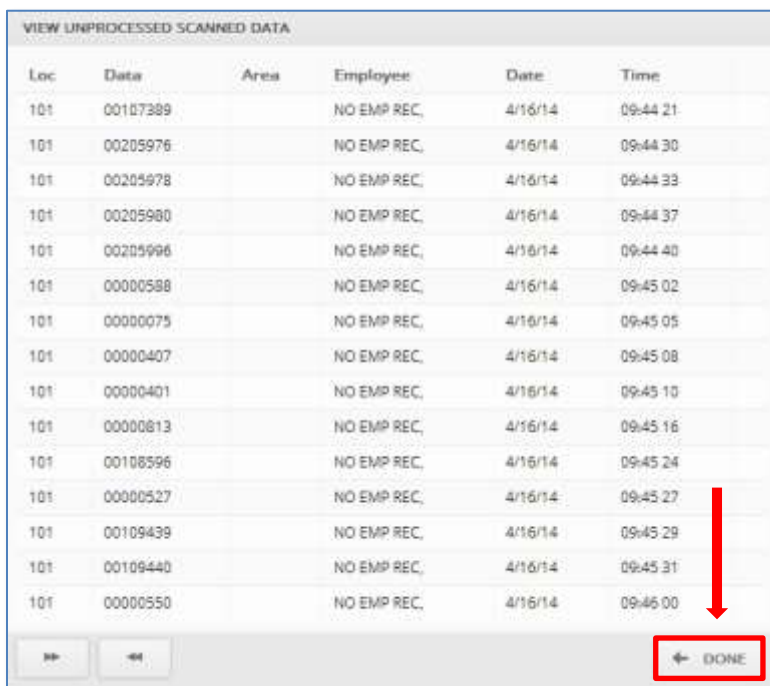 VIEW UNPROCESSED SCANNED DATA
Loc Data Area Employee Date Time
101 00107389 NO EMP REC, 4/16/14 09:44 21
101 00205976 NO EMP REC, 4/16/14 09:44 30
101 00205978 NO EMP REC, 4/16/14 09:44 33
101 00205980 NO EMP REC, 4/16/14 09:44 37
101 00205996 NO EMP REC, 4/16/14 09:44 40
101 00000588 NO EMP REC, 4/16/14 09:45 02
101 00000075 NO EMP REC, 4/16/14 09:45 05
101 00000407 NO EMP REC, 4/16/14 09:45 08
101 00000401 NO EMP REC, 4/16/14 09:45 10
101 00000813 NO EMP REC, 4/16/14 09:45 16
101 00108596 NO EMP REC, 4/16/14 09:45 24
101 00000527 NO EMP REC, 4/16/14 09:45 27
101 00109439 NO EMP REC, 4/16/14 09:45 29
101 00109440 NO EMP REC, 4/16/14 09:45 31
101 00000550 NO EMP REC, 4/16/14 09:46 00
DONE